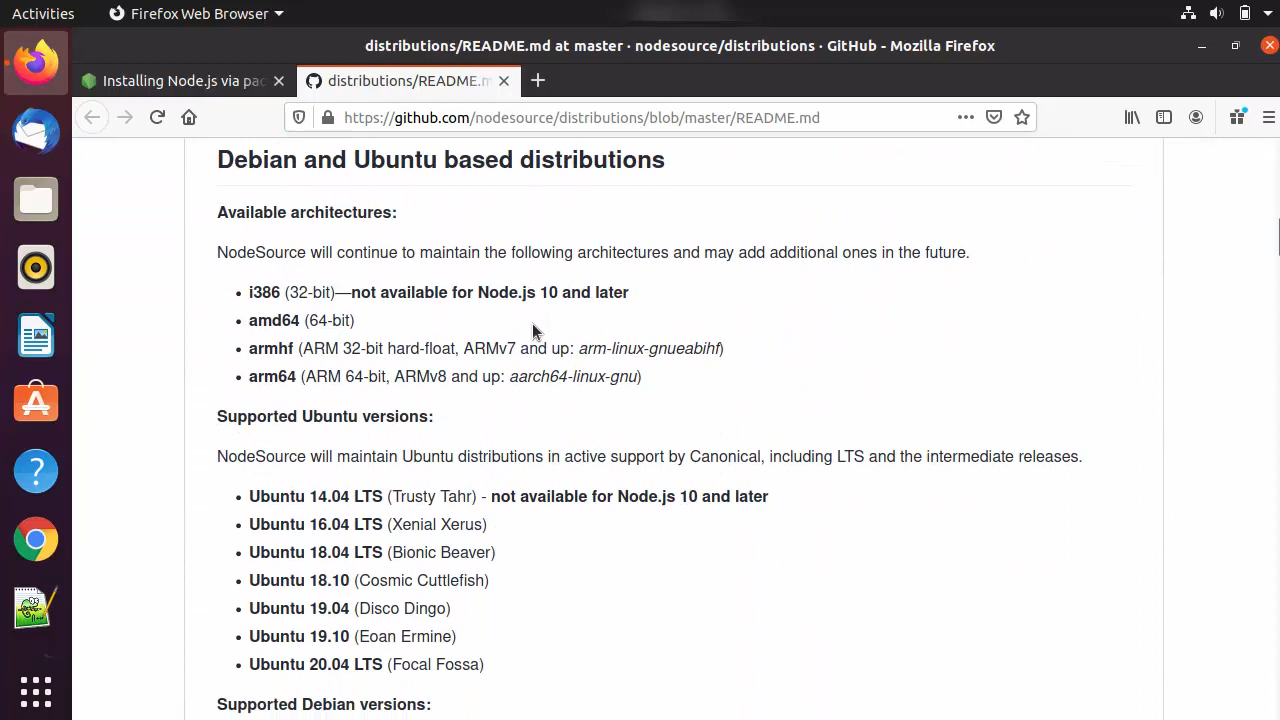 Activities
Firefox Web Browser
distributions/README.md at master · nodesource/distributions · GitHub - Mozilla Firefox
Installing Node.js via pac
distributions/README.m
https://github.com/nodesource/distributions/blob/master/README.md
Debian and Ubuntu based distributions
Available architectures:
NodeSource will continue to maintain the following architectures and may add additional ones in the future.
• i386 (32-bit)—not available for Node.js 10 and later
• amd64 (64-bit)
• armhf (ARM 32-bit hard-float, ARMv7 and up: arm-linux-gnueabihf)
• arm64 (ARM 64-bit, ARMv8 and up: aarch64-linux-gnu)
Supported Ubuntu versions:
NodeSource will maintain Ubuntu distributions in active support by Canonical, including LTS and the intermediate releases.
• Ubuntu 14.04 LTS (Trusty Tahr) - not available for Node.js 10 and later
• Ubuntu 16.04 LTS (Xenial Xerus)
• Ubuntu 18.04 LTS (Bionic Beaver)
• Ubuntu 18.10 (Cosmic Cuttlefish)
• Ubuntu 19.04 (Disco Dingo)
• Ubuntu 19.10 (Eoan Ermine)
• Ubuntu 20.04 LTS (Focal Fossa)
Supported Debian versions: